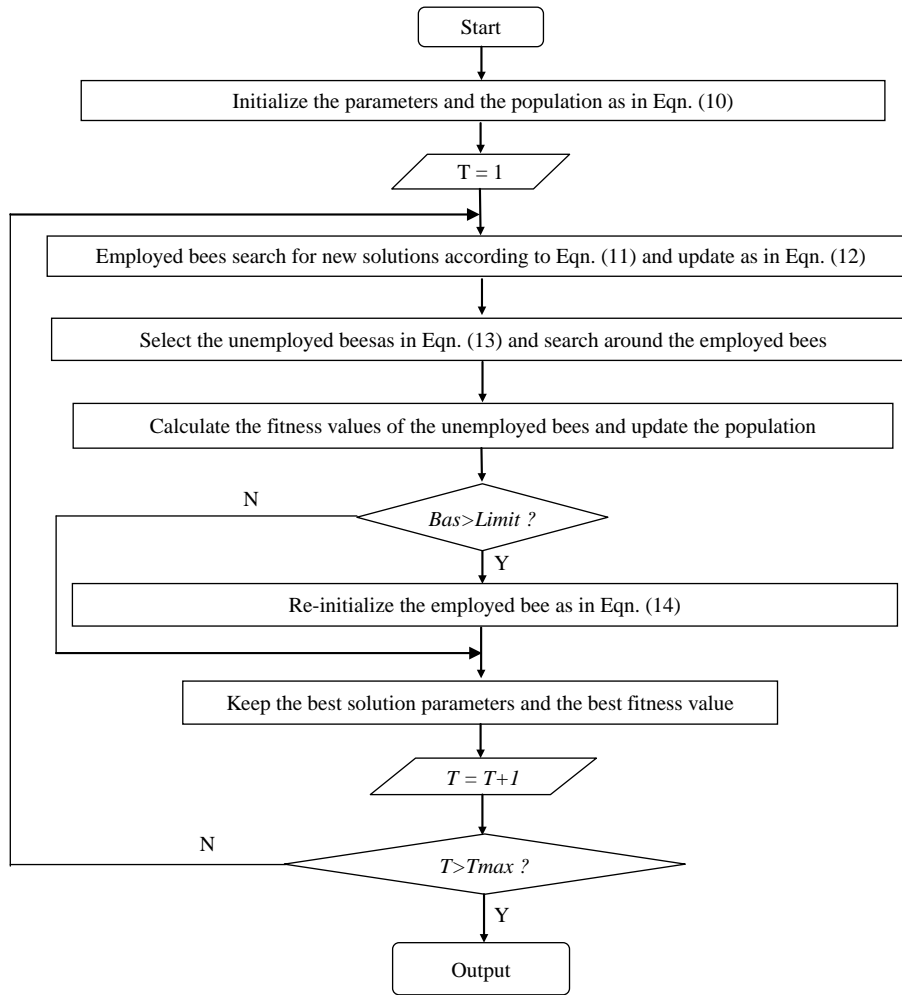 Start
Initialize the parameters and the population as in Eqn. (10)
T = 1
Employed bees search for new solutions according to Eqn. (11) and update as in Eqn. (12)
Select the unemployed beesas in Eqn. (13) and search around the employed bees
Calculate the fitness values of the unemployed bees and update the population
N
Bas>Limit ?
Y
Re-initialize the employed bee as in Eqn. (14)
Keep the best solution parameters and the best fitness value
T = T+1
N
T>Tmax ?
Y
Output